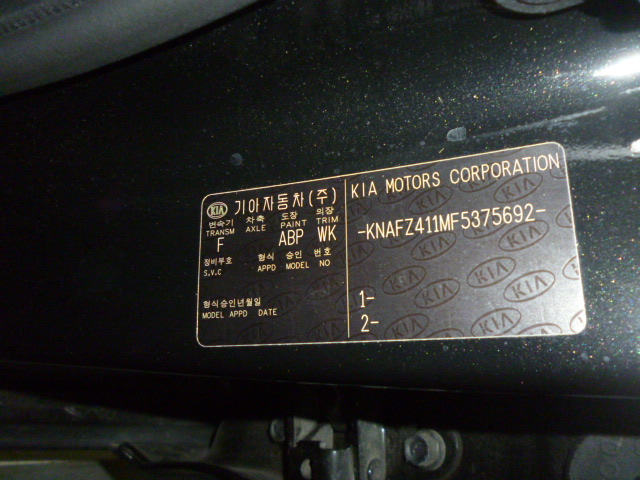 KIA 기아자동차(주)
변속기 차축 도장 의장
TRANSM AXLE PAINT TRIM
F ABP WK
정비부호 형식 승인 번호
S.V.C APPD MODEL NO
형식승인년월일
MODEL APPD DATE
KIA MOTORS CORPORATION
-KNAFZ411MF5375692-
1-
2-